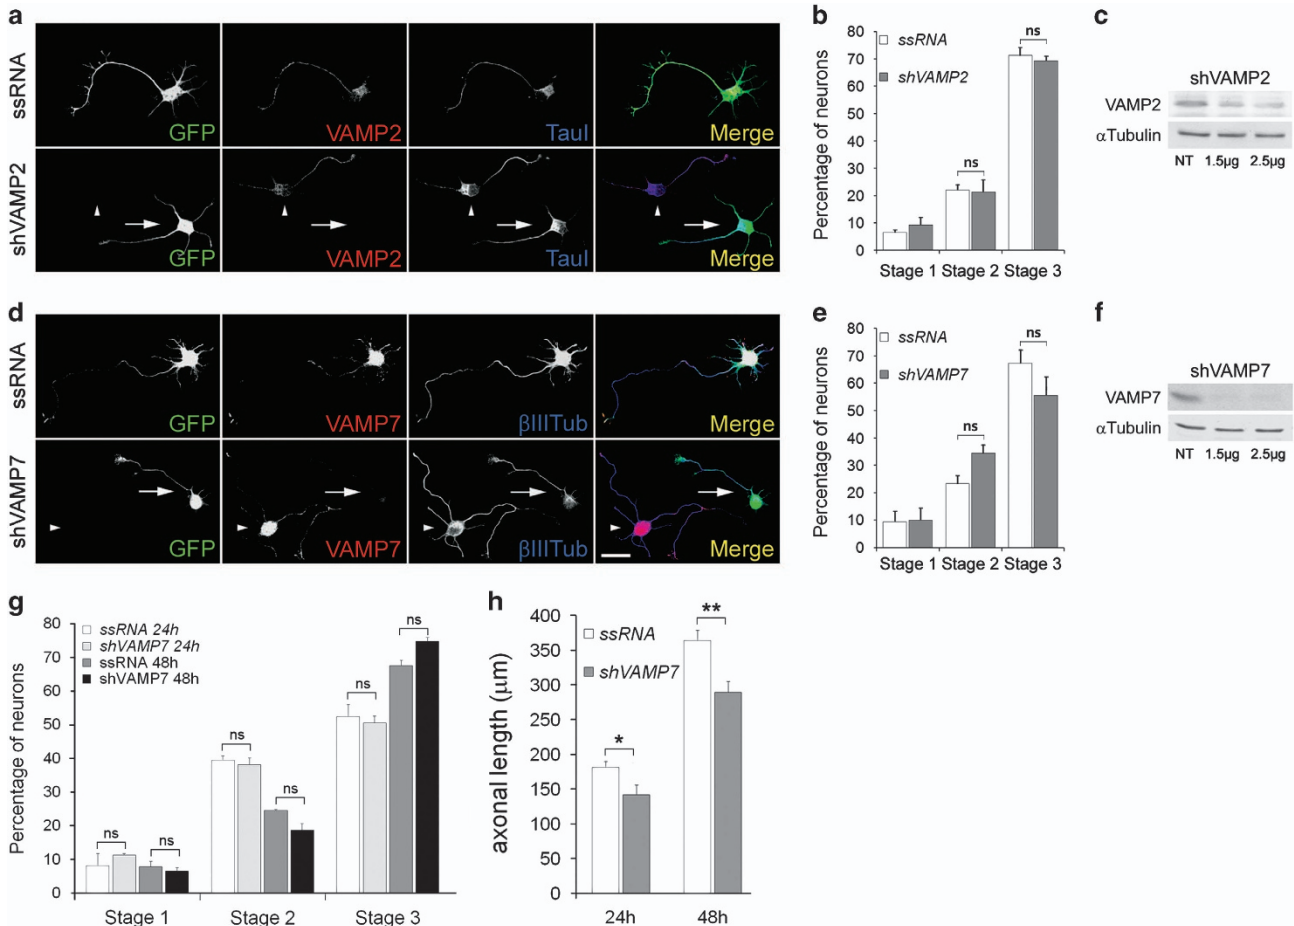 a
ssRNA
GFP
VAMP2
TauI
Merge
shVAMP2
GFP
VAMP2
TauI
Merge
b
Percentage of neurons
80
70
60
50
40
30
20
10
0
ssRNA
shVAMP2
ns
ns
Stage 1 Stage 2 Stage 3
c
shVAMP2
VAMP2
αTubulin
NT 1.5µg 2.5µg
d
ssRNA
GFP
VAMP7
βIIITub
Merge
shVAMP7
GFP
VAMP7
βIIITub
Merge
e
Percentage of neurons
80
70
60
50
40
30
20
10
0
ssRNA
shVAMP7
ns
ns
Stage 1 Stage 2 Stage 3
f
shVAMP7
VAMP7
αTubulin
NT 1.5µg 2.5µg
g
Percentage of neurons
80
70
60
50
40
30
20
10
0
ssRNA 24h
shVAMP7 24h
ssRNA 48h
shVAMP7 48h
ns
ns
ns
ns
ns
ns
Stage 1 Stage 2 Stage 3
h
axonal length (µm)
400
350
300
250
200
150
100
50
0
ssRNA
shVAMP7
*
**
24h 48h